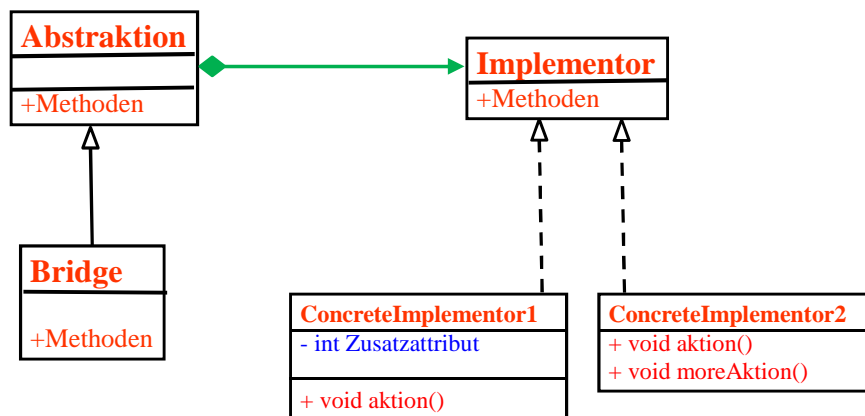 Abstraktion
+Methoden
Implementor
+Methoden
Bridge
+Methoden
ConcreteImplementor1
- int Zusatzattribut
+ void aktion()
ConcreteImplementor2
+ void aktion()
+ void moreAktion()